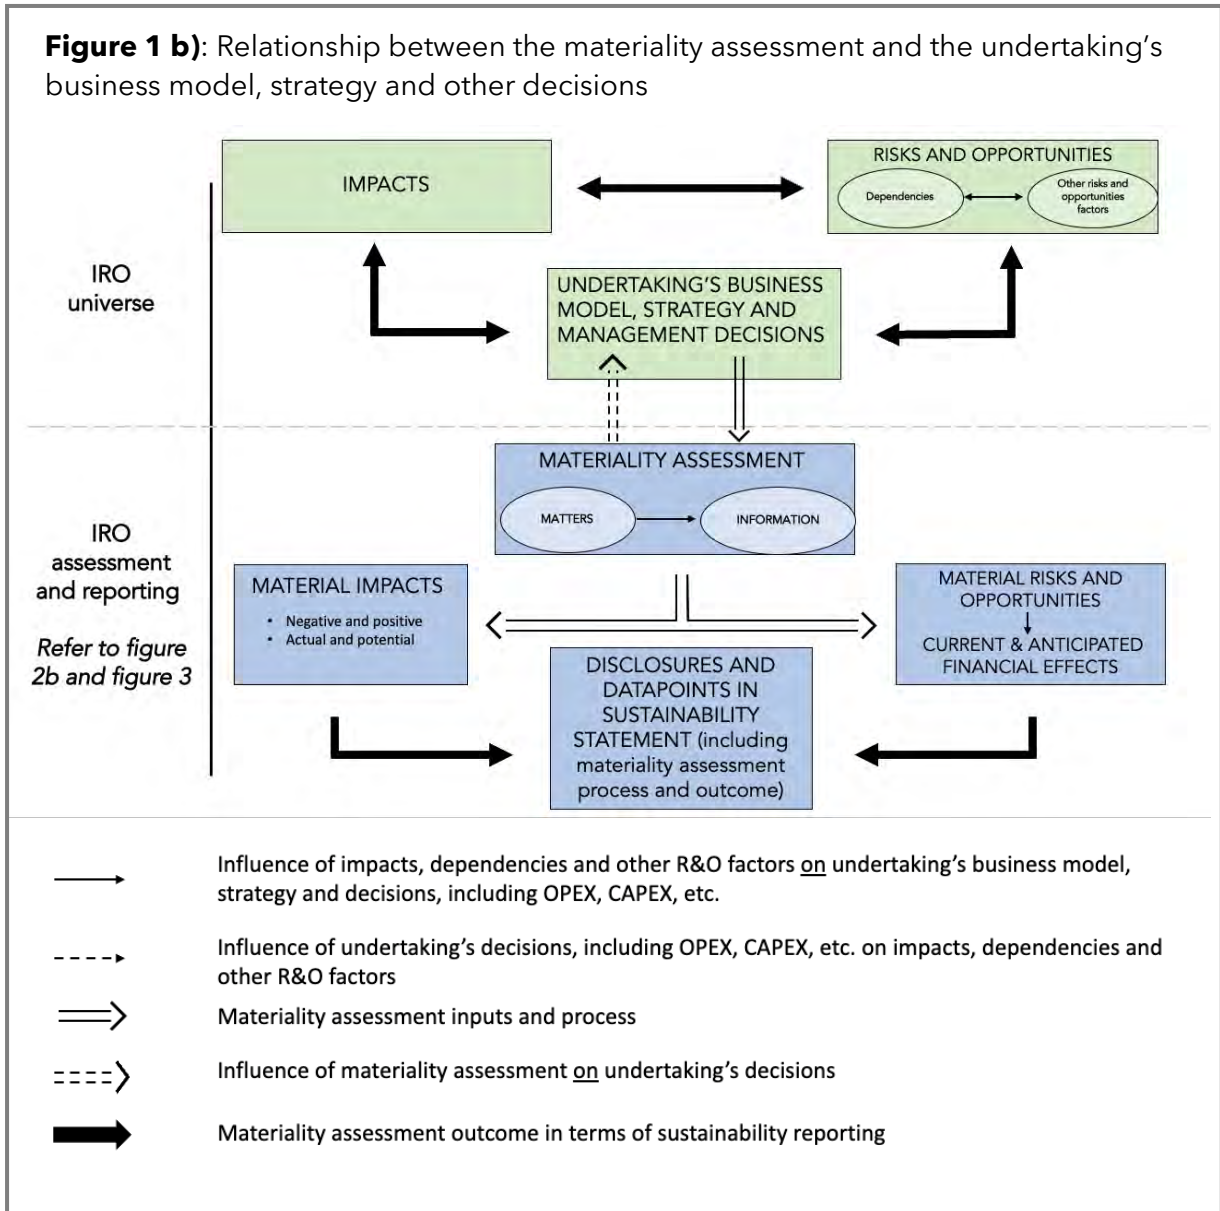 Figure 1 b): Relationship between the materiality assessment and the undertaking’s
business model, strategy and other decisions
IMPACTS
RISKS AND OPPORTUNITIES
Dependencies
Other risks and
opportunities
factors
IRO
universe
UNDERTAKING’S BUSINESS
MODEL, STRATEGY AND
MANAGEMENT DECISIONS
MATERIALITY ASSESSMENT
MATTERS
INFORMATION
IRO
assessment
and reporting
Refer to figure
2b and figure 3
MATERIAL IMPACTS
• Negative and positive
• Actual and potential
MATERIAL RISKS AND
OPPORTUNITIES
CURRENT & ANTICIPATED
FINANCIAL EFFECTS
DISCLOSURES AND
DATAPOINTS IN
SUSTAINABILITY
STATEMENT (including
materiality assessment
process and outcome)
Influence of impacts, dependencies and other R&O factors on undertaking’s business model,
strategy and decisions, including OPEX, CAPEX, etc.
Influence of undertaking’s decisions, including OPEX, CAPEX, etc. on impacts, dependencies and
other R&O factors
Materiality assessment inputs and process
Influence of materiality assessment on undertaking’s decisions
Materiality assessment outcome in terms of sustainability reporting